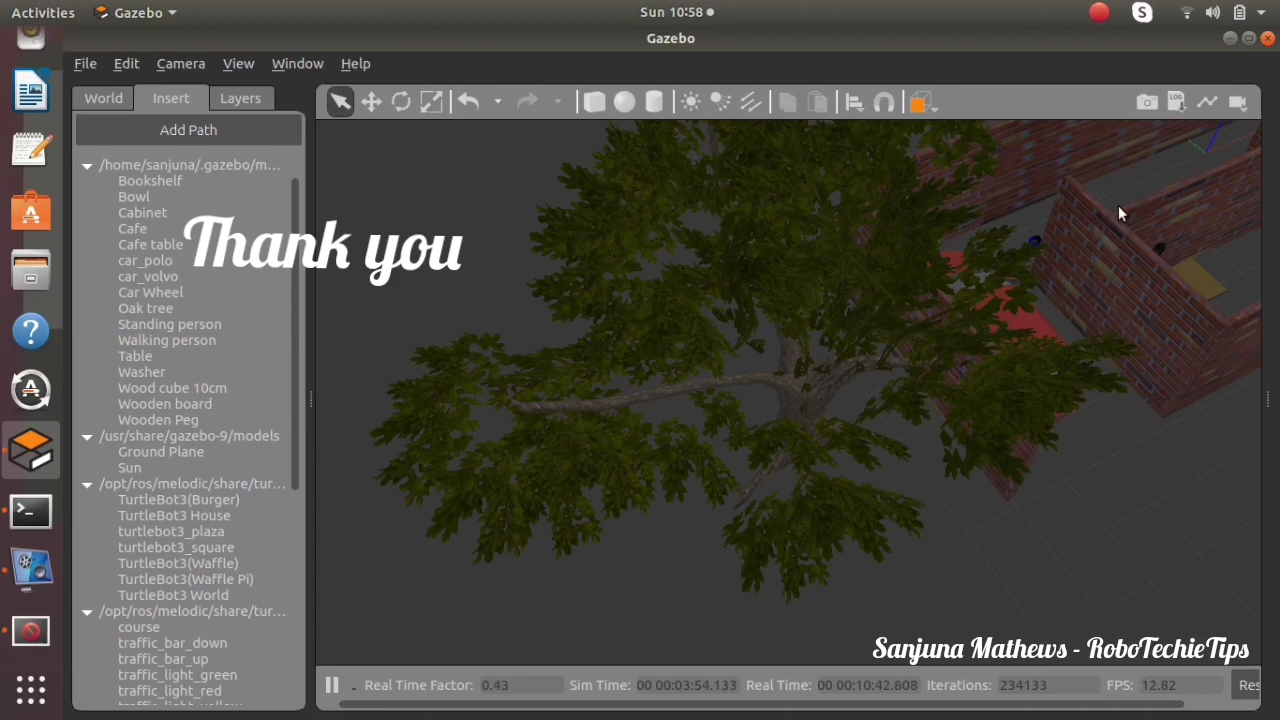 Activities
Gazebo
Sun 10:58
Gazebo
File Edit Camera View Window Help
World Insert Layers
Add Path
/home/sanjuna/.gazebo/m...
Bookshelf
Bowl
Cabinet
Cafe
Cafe table
car_polo
car_volvo
Car Wheel
Oak tree
Standing person
Walking person
Table
Washer
Wood cube 10cm
Wooden board
Wooden Peg
/usr/share/gazebo-9/models
Ground Plane
Sun
/opt/ros/melodic/share/tur...
TurtleBot3(Burger)
TurtleBot3 House
turtlebot3_plaza
turtlebot3_square
TurtleBot3(Waffle)
TurtleBot3(Waffle Pi)
TurtleBot3 World
/opt/ros/melodic/share/tur...
course
traffic_bar_down
traffic_bar_up
traffic_light_green
traffic_light_red
Thank you
LOG
Sanjuna Mathews - RoboTechieTips
Real Time Factor: 0.43 Sim Time: 00 00:03:54.133 Real Time: 00 00:10:42.808 Iterations: 234133 FPS: 12.82 Res